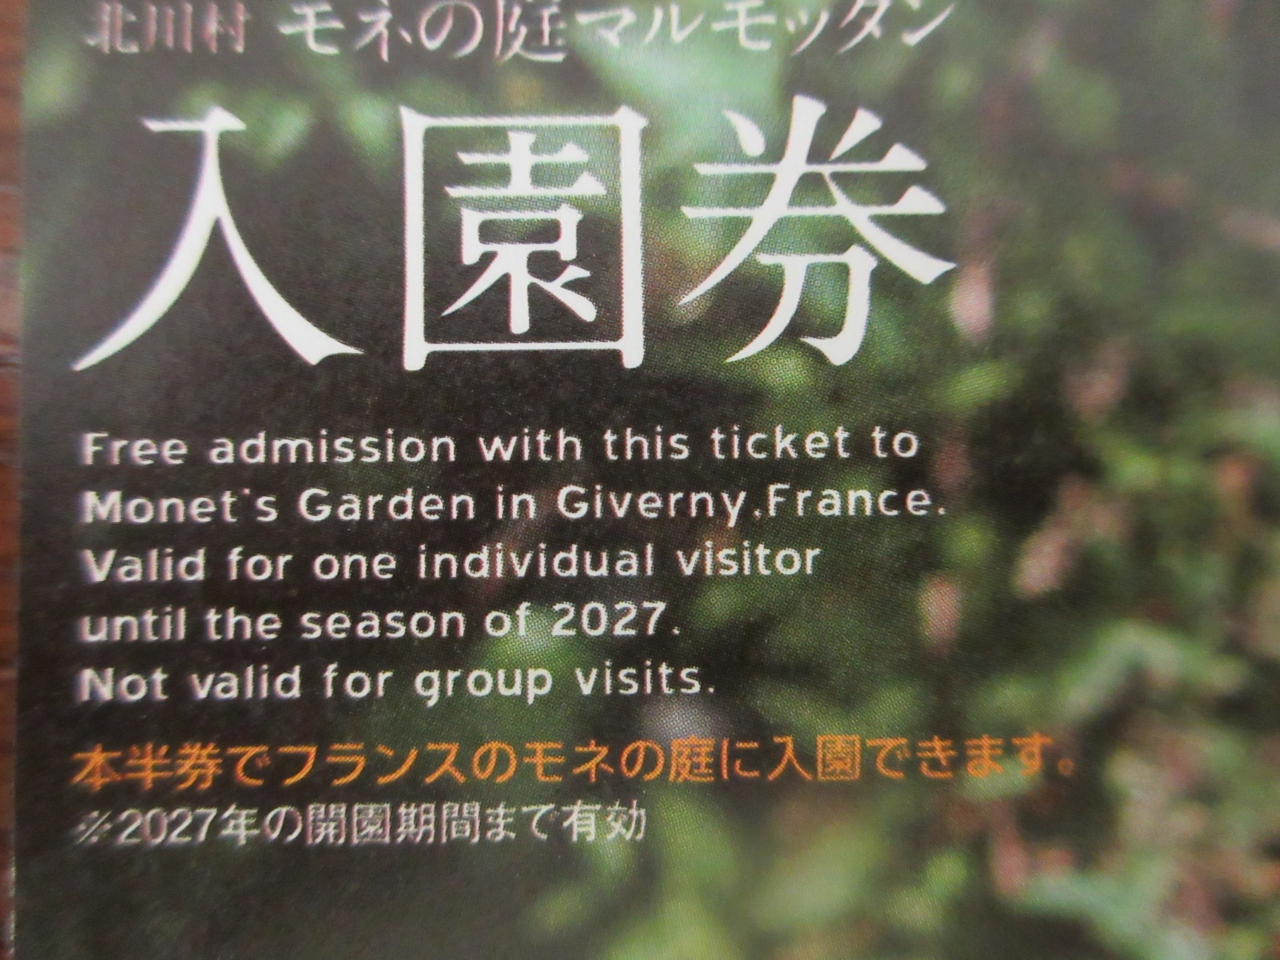 北川村 モネの庭マルモッタン
入園券
Free admission with this ticket to
Monet's Garden in Giverny,France.
Valid for one individual visitor
until the season of 2027.
Not valid for group visits.
本半券でフランスのモネの庭に入園できます。
※2027年の開園期間まで有効